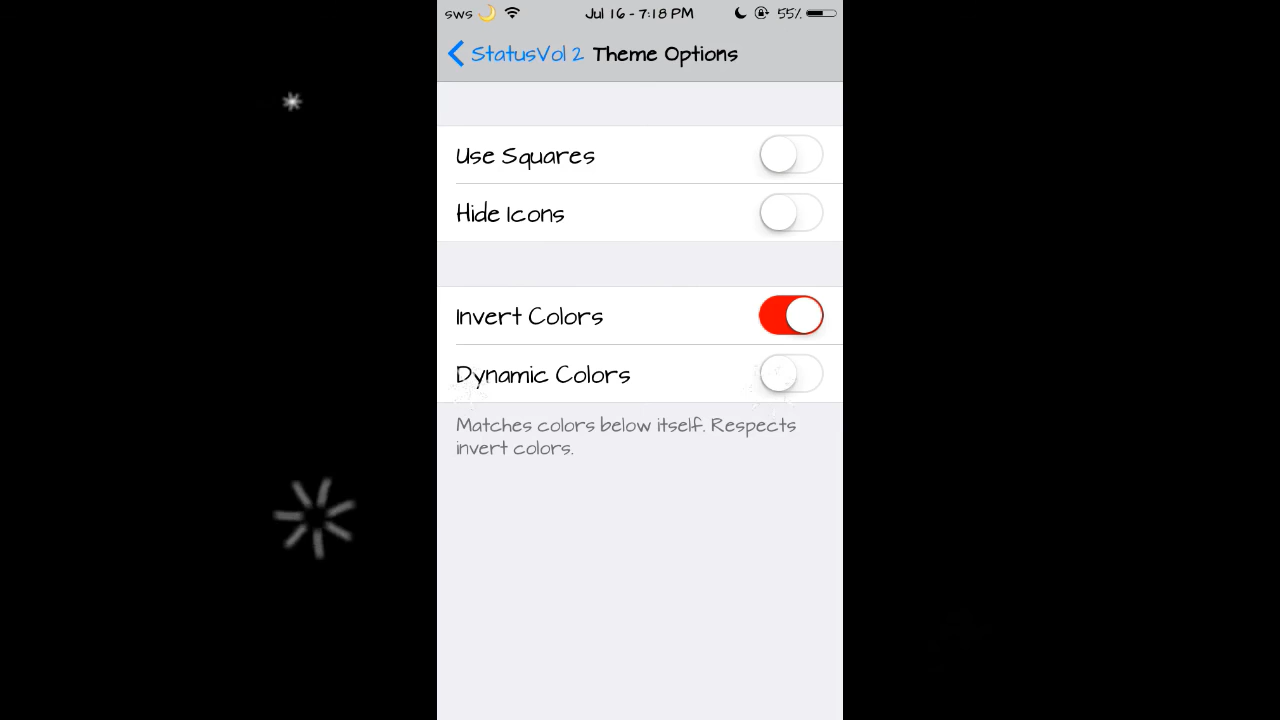 sws🌙 Jul 16 - 7:18 PM 55%
StatusVol 2 Theme Options
Use Squares
Hide Icons
Invert Colors
Dynamic Colors
Matches colors below itself. Respects
invert colors.